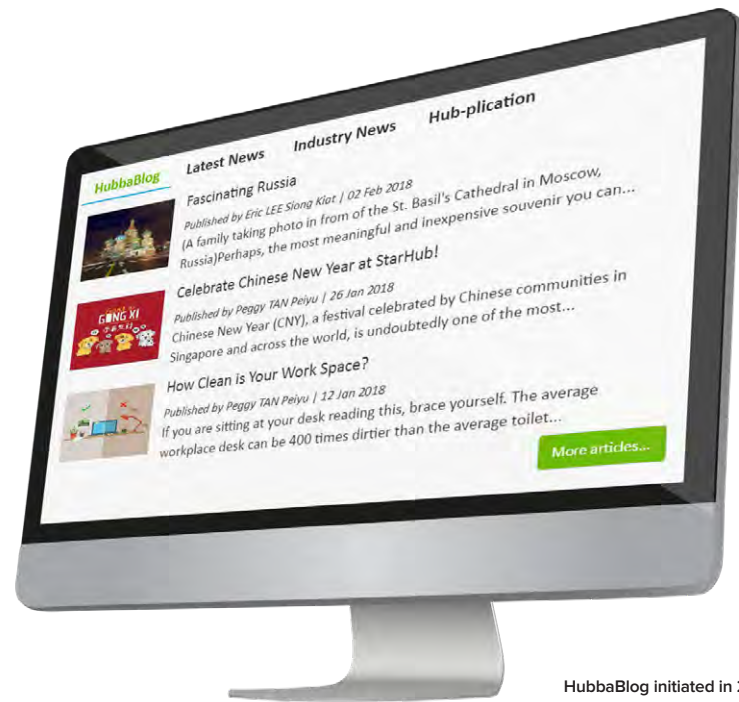 HubbaBlog
Latest News
Industry News
Hub-plication
Fascinating Russia
Published by Eric LEE Siong Kiat | 02 Feb 2018
(A family taking photo in from of the St. Basil's Cathedral in Moscow,
Russia)Perhaps, the most meaningful and inexpensive souvenir you can...
Celebrate Chinese New Year at StarHub!
Published by Peggy TAN Peiyu | 26 Jan 2018
Chinese New Year (CNY), a festival celebrated by Chinese communities in
Singapore and across the world, is undoubtedly one of the most...
GONG XI
How Clean is Your Work Space?
Published by Peggy TAN Peiyu | 12 Jan 2018
If you are sitting at your desk reading this, brace yourself. The average
workplace desk can be 400 times dirtier than the average toilet...
More articles...
HubbaBlog initiated in